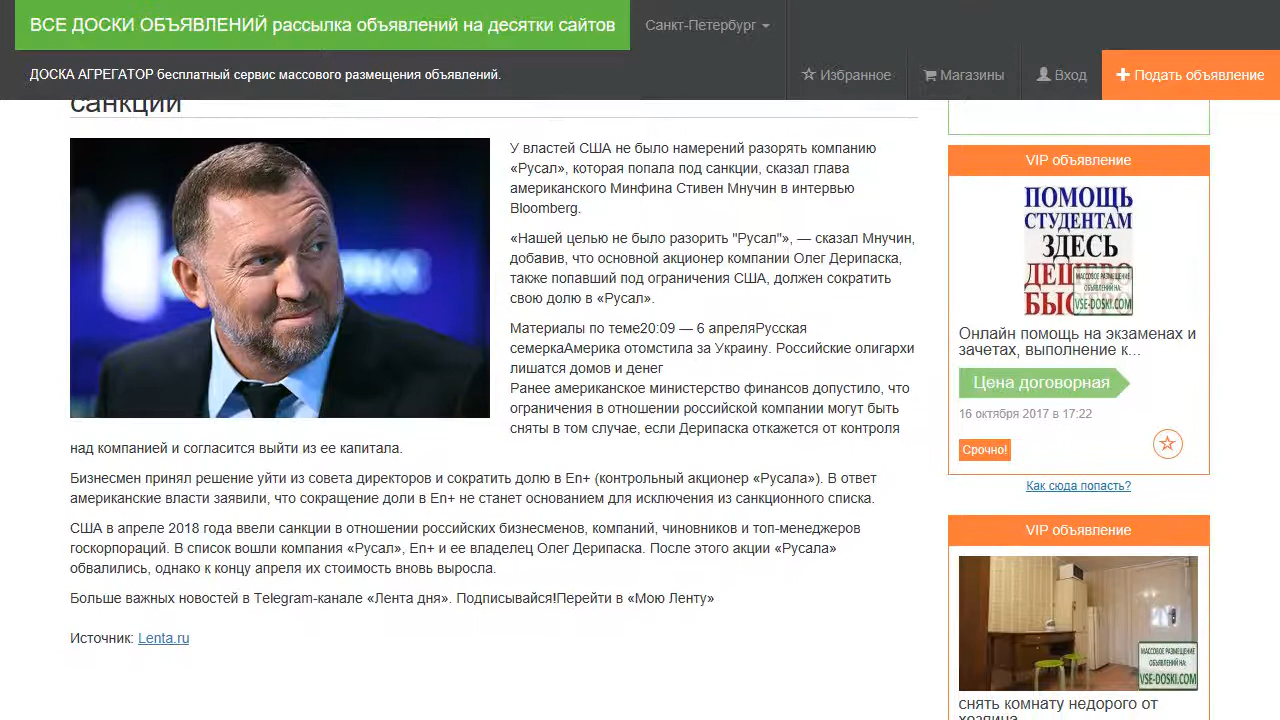 ВСЕ ДОСКИ ОБЪЯВЛЕНИЙ рассылка объявлений на десятки сайтов
Санкт-Петербург
ДОСКА АГРЕГАТОР бесплатный сервис массового размещения объявлений.
Избранное
Магазины
Вход
Подать объявление
санкции
У властей США не было намерений разорять компанию
«Русал», которая попала под санкции, сказал глава
американского Минфина Стивен Мнучин в интервью
Bloomberg.
«Нашей целью не было разорить "Русал"», — сказал Мнучин,
добавив, что основной акционер компании Олег Дерипаска,
также попавший под ограничения США, должен сократить
свою долю в «Русал».
Материалы по теме20:09 — 6 апреляРусская
семеркаАмерика отомстила за Украину. Российские олигархи
лишатся домов и денег
Ранее американское министерство финансов допустило, что
ограничения в отношении российской компании могут быть
сняты в том случае, если Дерипаска откажется от контроля
над компанией и согласится выйти из ее капитала.
Бизнесмен принял решение уйти из совета директоров и сократить долю в En+ (контрольный акционер «Русала»). В ответ
американские власти заявили, что сокращение доли в En+ не станет основанием для исключения из санкционного списка.
США в апреле 2018 года ввели санкции в отношении российских бизнесменов, компаний, чиновников и топ-менеджеров
госкорпораций. В список вошли компания «Русал», En+ и ее владелец Олег Дерипаска. После этого акции «Русала»
обвалились, однако к концу апреля их стоимость вновь выросла.
Больше важных новостей в Telegram-канале «Лента дня». Подписывайся!Перейти в «Мою Ленту»
Источник: Lenta.ru
VIP объявление
ПОМОЩЬ
СТУДЕНТАМ
ЗДЕСЬ
МАССОВОЕ РАЗМЕЩЕНИЕ
ОБЪЯВЛЕНИЙ НА:
VSE-DOSKI.COM
Онлайн помощь на экзаменах и
зачетах, выполнение к...
Цена договорная
16 октября 2017 в 17:22
Срочно!
Как сюда попасть?
VIP объявление
МАССОВОЕ РАЗМЕЩЕНИЕ
ОБЪЯВЛЕНИЙ НА:
VSE-DOSKI.COM
снять комнату недорого от
хозяина